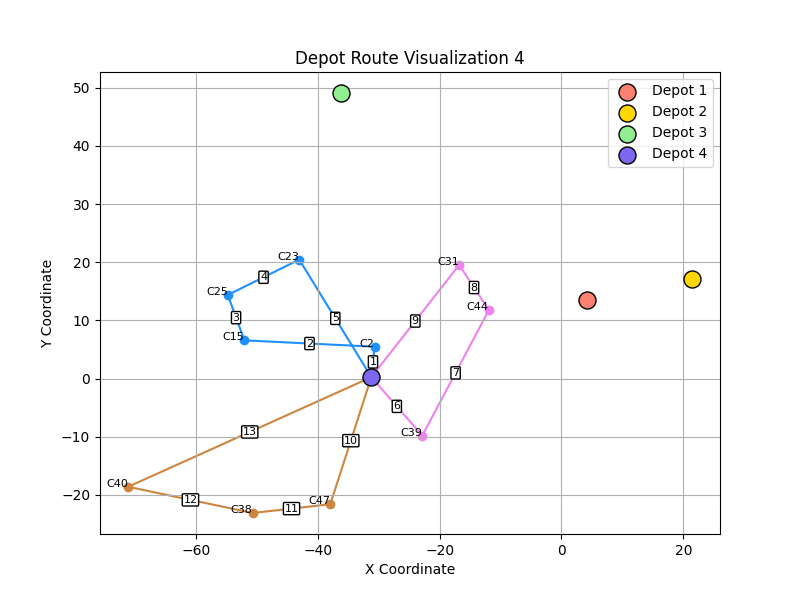 Depot Route Visualization 4
Depot 1
Depot 2
Depot 3
Depot 4
Y Coordinate
50
40
30
20
10
0
−10
−20
C23
C31
4
C25
8
C44
3
5
9
C15
2
C2
1
7
6
C39
13
10
C40
12
C47
C38
11
−60
−40
−20
0
20
X Coordinate